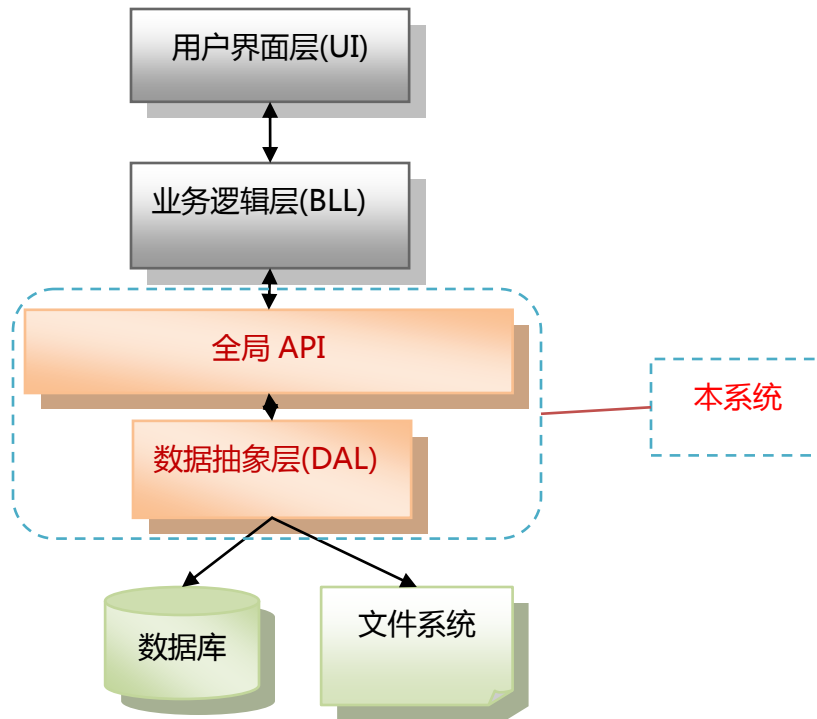 用户界面层(UI)
业务逻辑层(BLL)
全局 API
本系统
数据抽象层(DAL)
数据库
文件系统